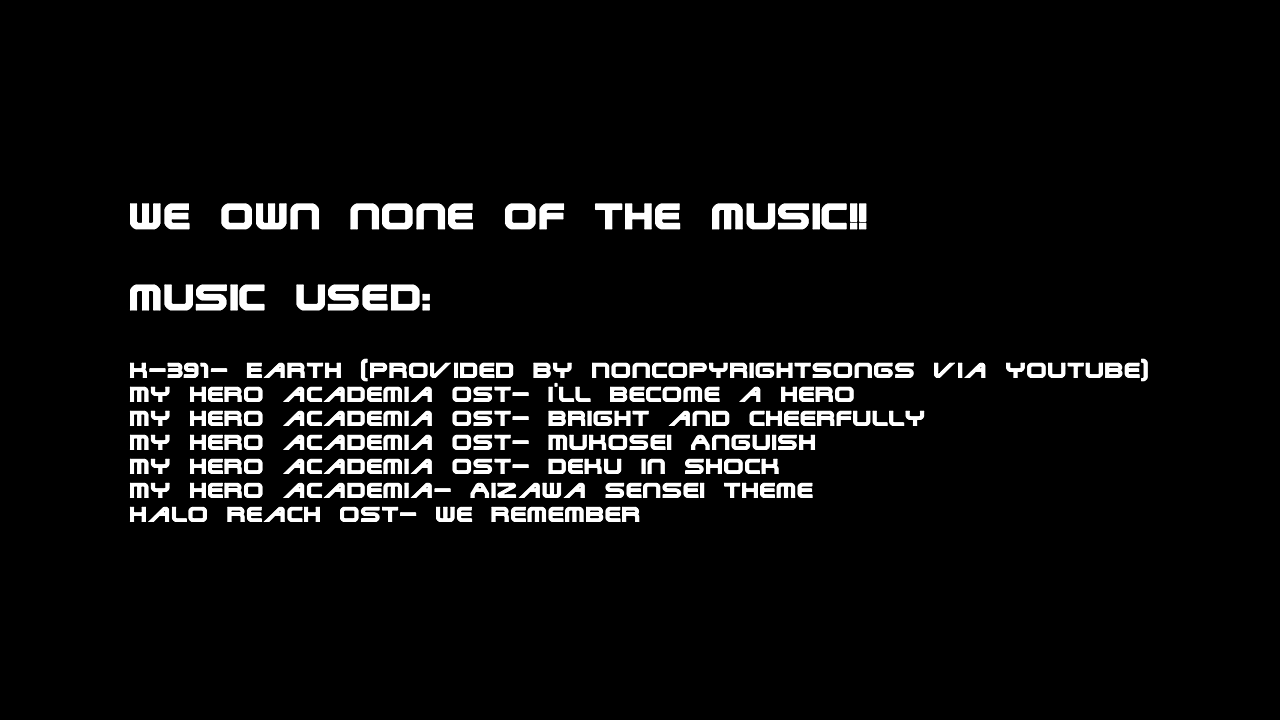 WE OWN NONE OF THE MUSIC!!
MUSIC USED:
K-391- EARTH (PROVIDED BY NONCOPYRIGHTSONGS VIA YOUTUBE)
MY HERO ACADEMIA OST- I'LL BECOME A HERO
MY HERO ACADEMIA OST- BRIGHT AND CHEERFULLY
MY HERO ACADEMIA OST- MUKOSEI ANGUISH
MY HERO ACADEMIA OST- DEKU IN SHOCK
MY HERO ACADEMIA- AIZAWA SENSEI THEME
HALO REACH OST- WE REMEMBER